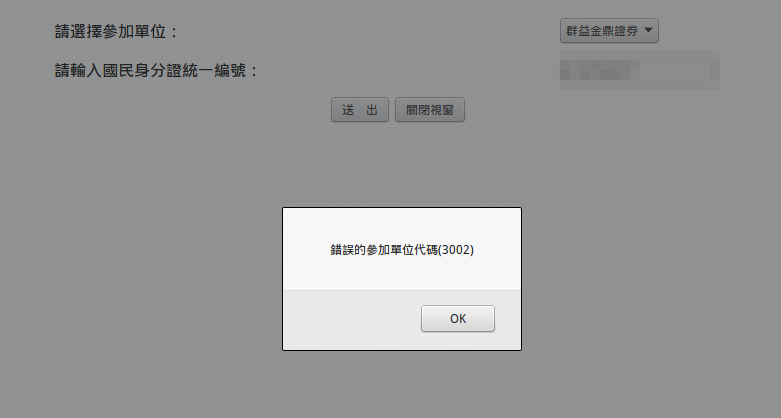 請選擇參加單位：
群益金鼎證券
請輸入國民身分證統一編號：
送 出
關閉視窗
錯誤的參加單位代碼(3002)
OK